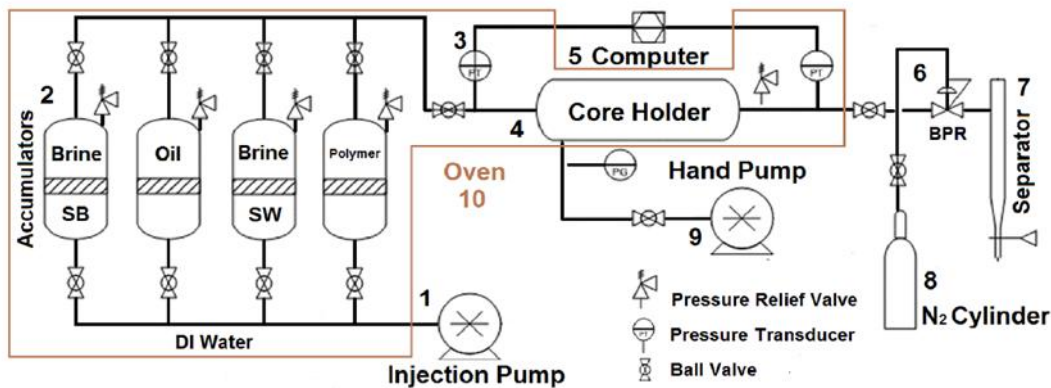 3
5 Computer
PT
PT
2
4
Core Holder
6
7
BPR
Accumulators
Brine
Oil
Brine
Polymer
SB
SW
Oven
10
PG
Hand Pump
9
Separator
8
N2 Cylinder
1
DI Water
Injection Pump
Pressure Relief Valve
PT
Pressure Transducer
Ball Valve